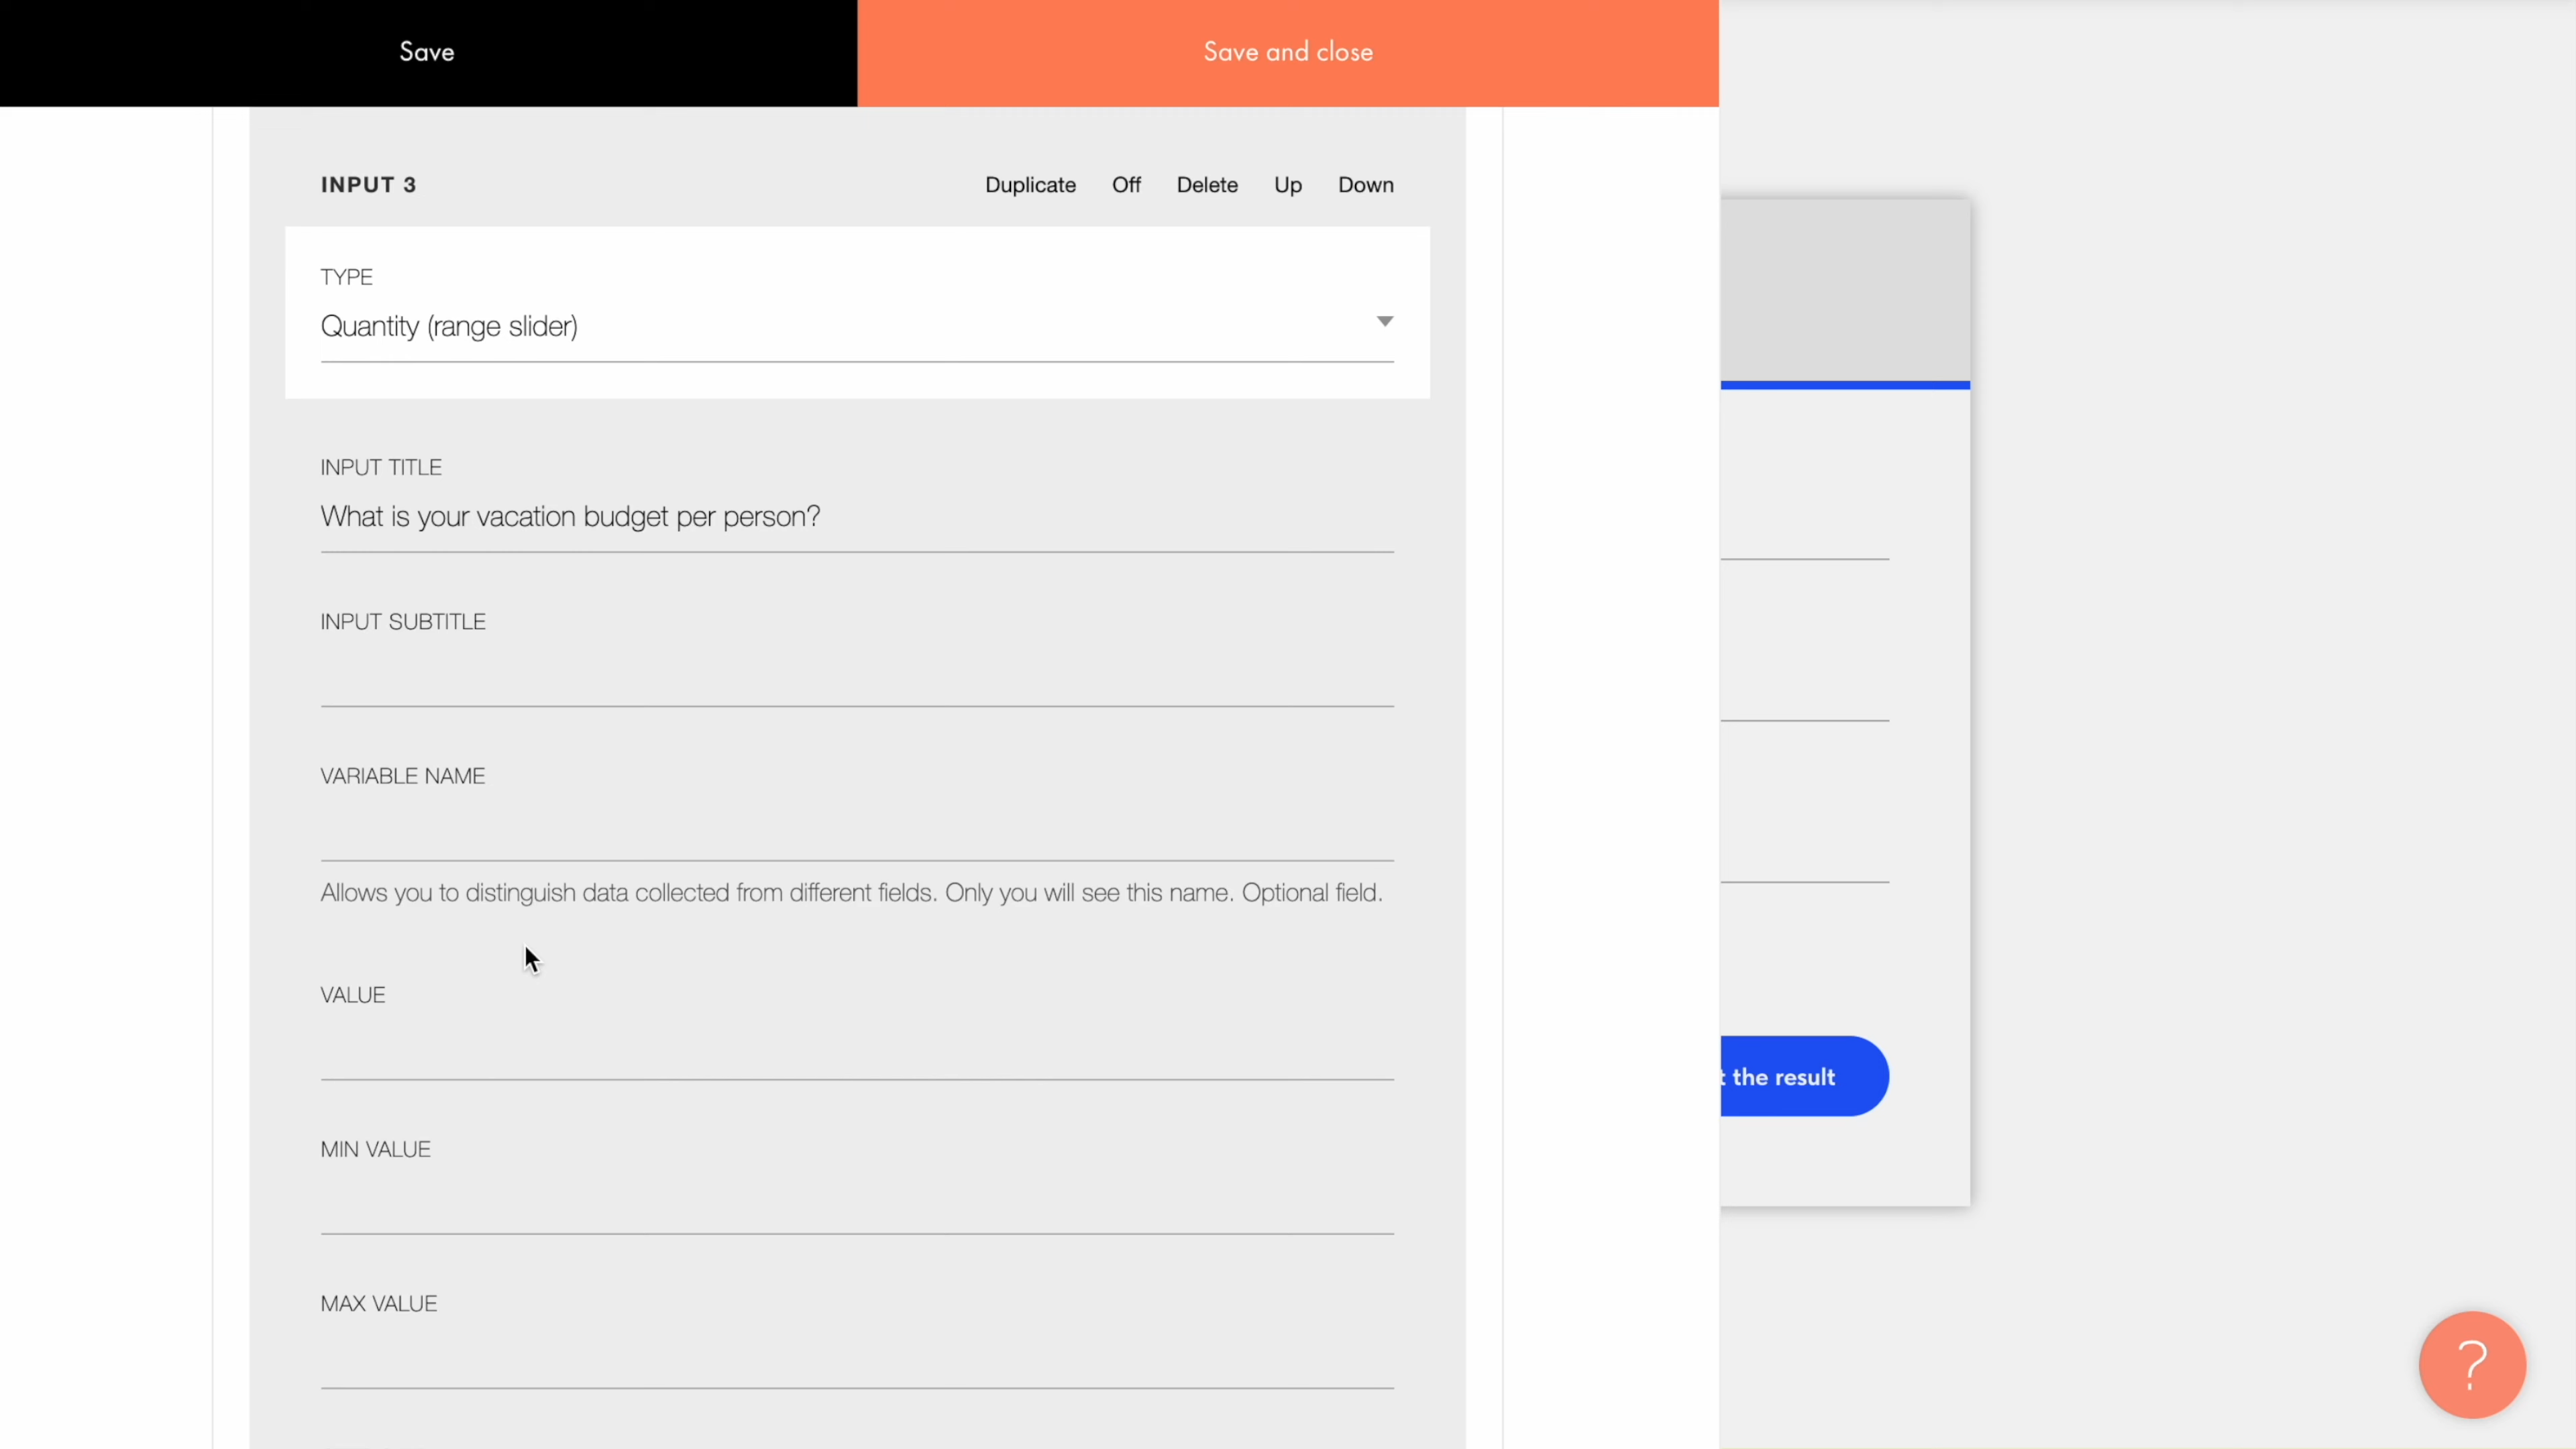 Save
Save and close
INPUT 3
Duplicate Off Delete Up Down
TYPE
Quantity (range slider)
INPUT TITLE
What is your vacation budget per person?
INPUT SUBTITLE
VARIABLE NAME
Allows you to distinguish data collected from different fields. Only you will see this name. Optional field.
VALUE
the result
MIN VALUE
MAX VALUE
?